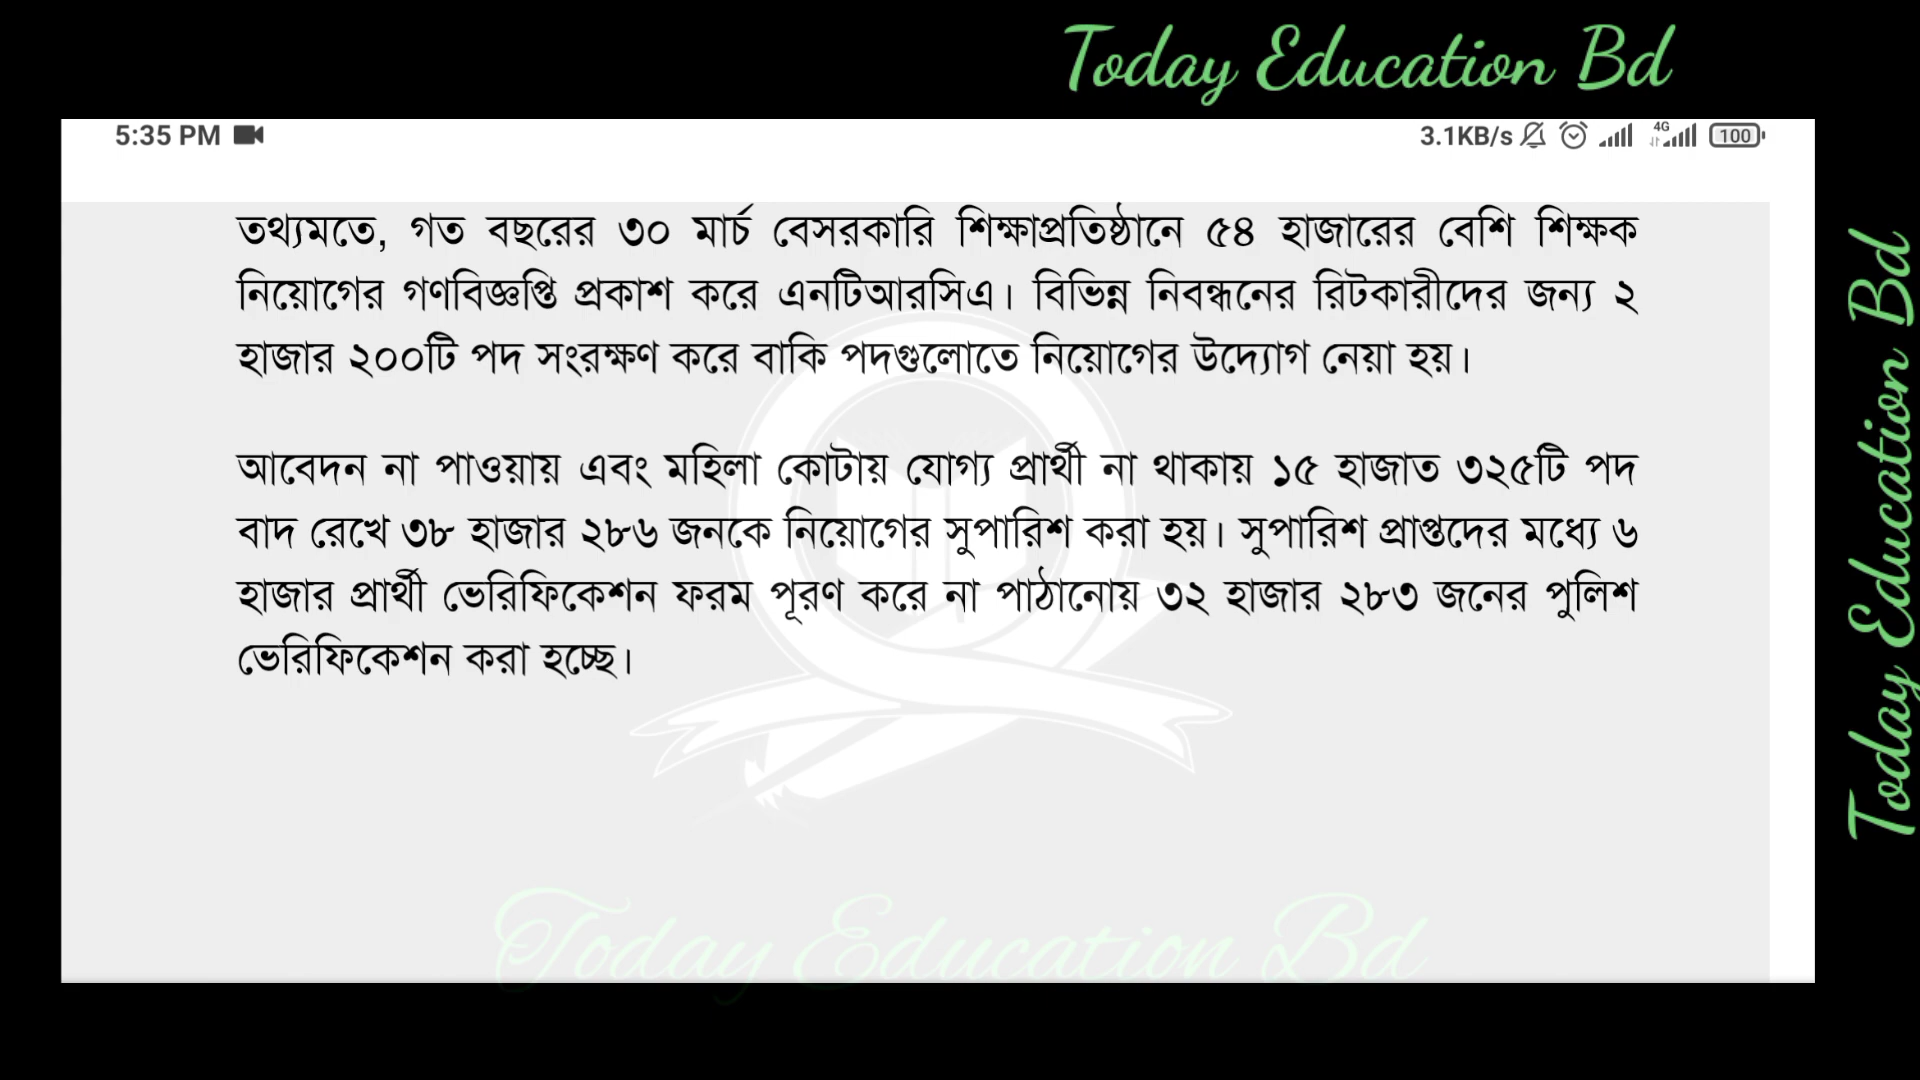 Today Education Bd
5:35 PM
3.1KB/s 4G 100
তথ্যমতে, গত বছরের ৩০ মার্চ বেসরকারি শিক্ষাপ্রতিষ্ঠানে ৫৪ হাজারের বেশি শিক্ষক
নিয়োগের গণবিজ্ঞপ্তি প্রকাশ করে এনটিআরসিএ। বিভিন্ন নিবন্ধনের রিটকারীদের জন্য ২
হাজার ২০০টি পদ সংরক্ষণ করে বাকি পদগুলোতে নিয়োগের উদ্যোগ নেয়া হয়।
আবেদন না পাওয়ায় এবং মহিলা কোটায় যোগ্য প্রার্থী না থাকায় ১৫ হাজাত ৩২৫টি পদ
বাদ রেখে ৩৮ হাজার ২৮৬ জনকে নিয়োগের সুপারিশ করা হয়। সুপারিশ প্রাপ্তদের মধ্যে ৬
হাজার প্রার্থী ভেরিফিকেশন ফরম পূরণ করে না পাঠানোয় ৩২ হাজার ২৮৩ জনের পুলিশ
ভেরিফিকেশন করা হচ্ছে।
Today Education Bd
Today Education Bd